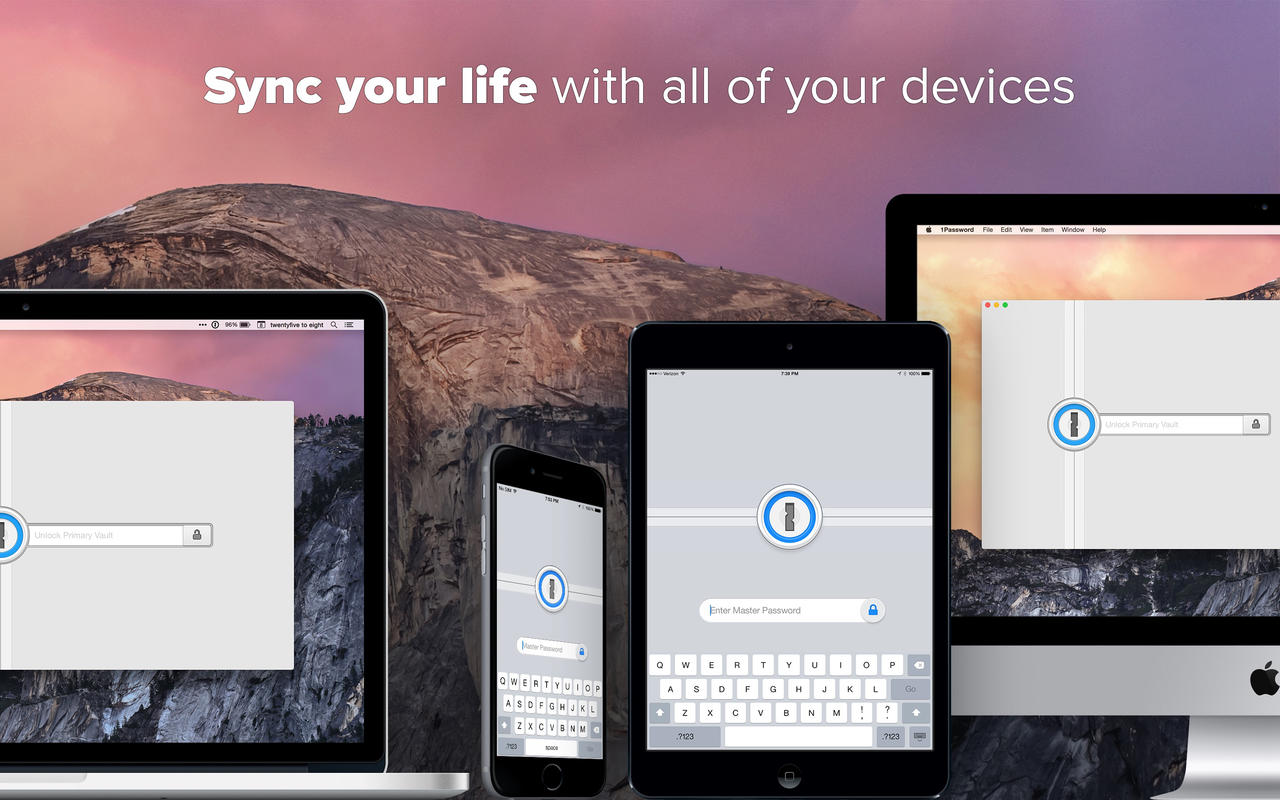 Sync your life with all of your devices
1Password File Edit View Item Window Help
96% twentyfive to eight
Verizon 7:39 PM 100%
Unlock Primary Vault
No SIM 7:53 PM 100%
Unlock Primary Vault
Enter Master Password
Master Password
Q W E R T Y U I O P
A S D F G H J K L Go
Z X C V B N M ! , ? .
.?123 .?123
Q W E R T Y U I O P
A S D F G H J K L
Z X C V B N M
.?123 space Go